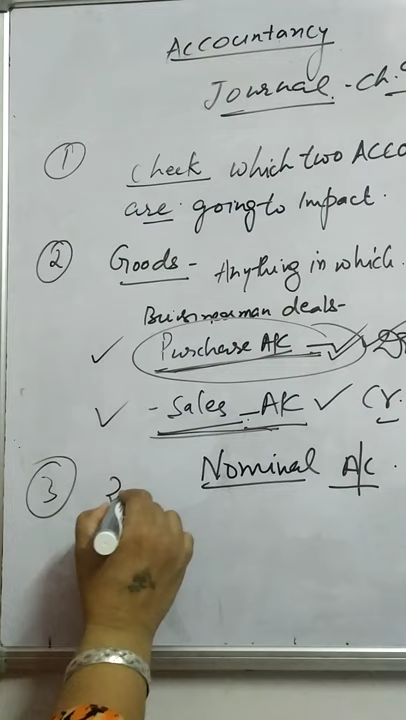 Accountancy
Journal - Ch.
① Check which two Acco
are going to Impact.
② Goods - Anything in which
Businessman deals-
✓ Purchase A/c - ✓
✓ - Sales - A/c ✓ Cr.
Nominal A/c.
③